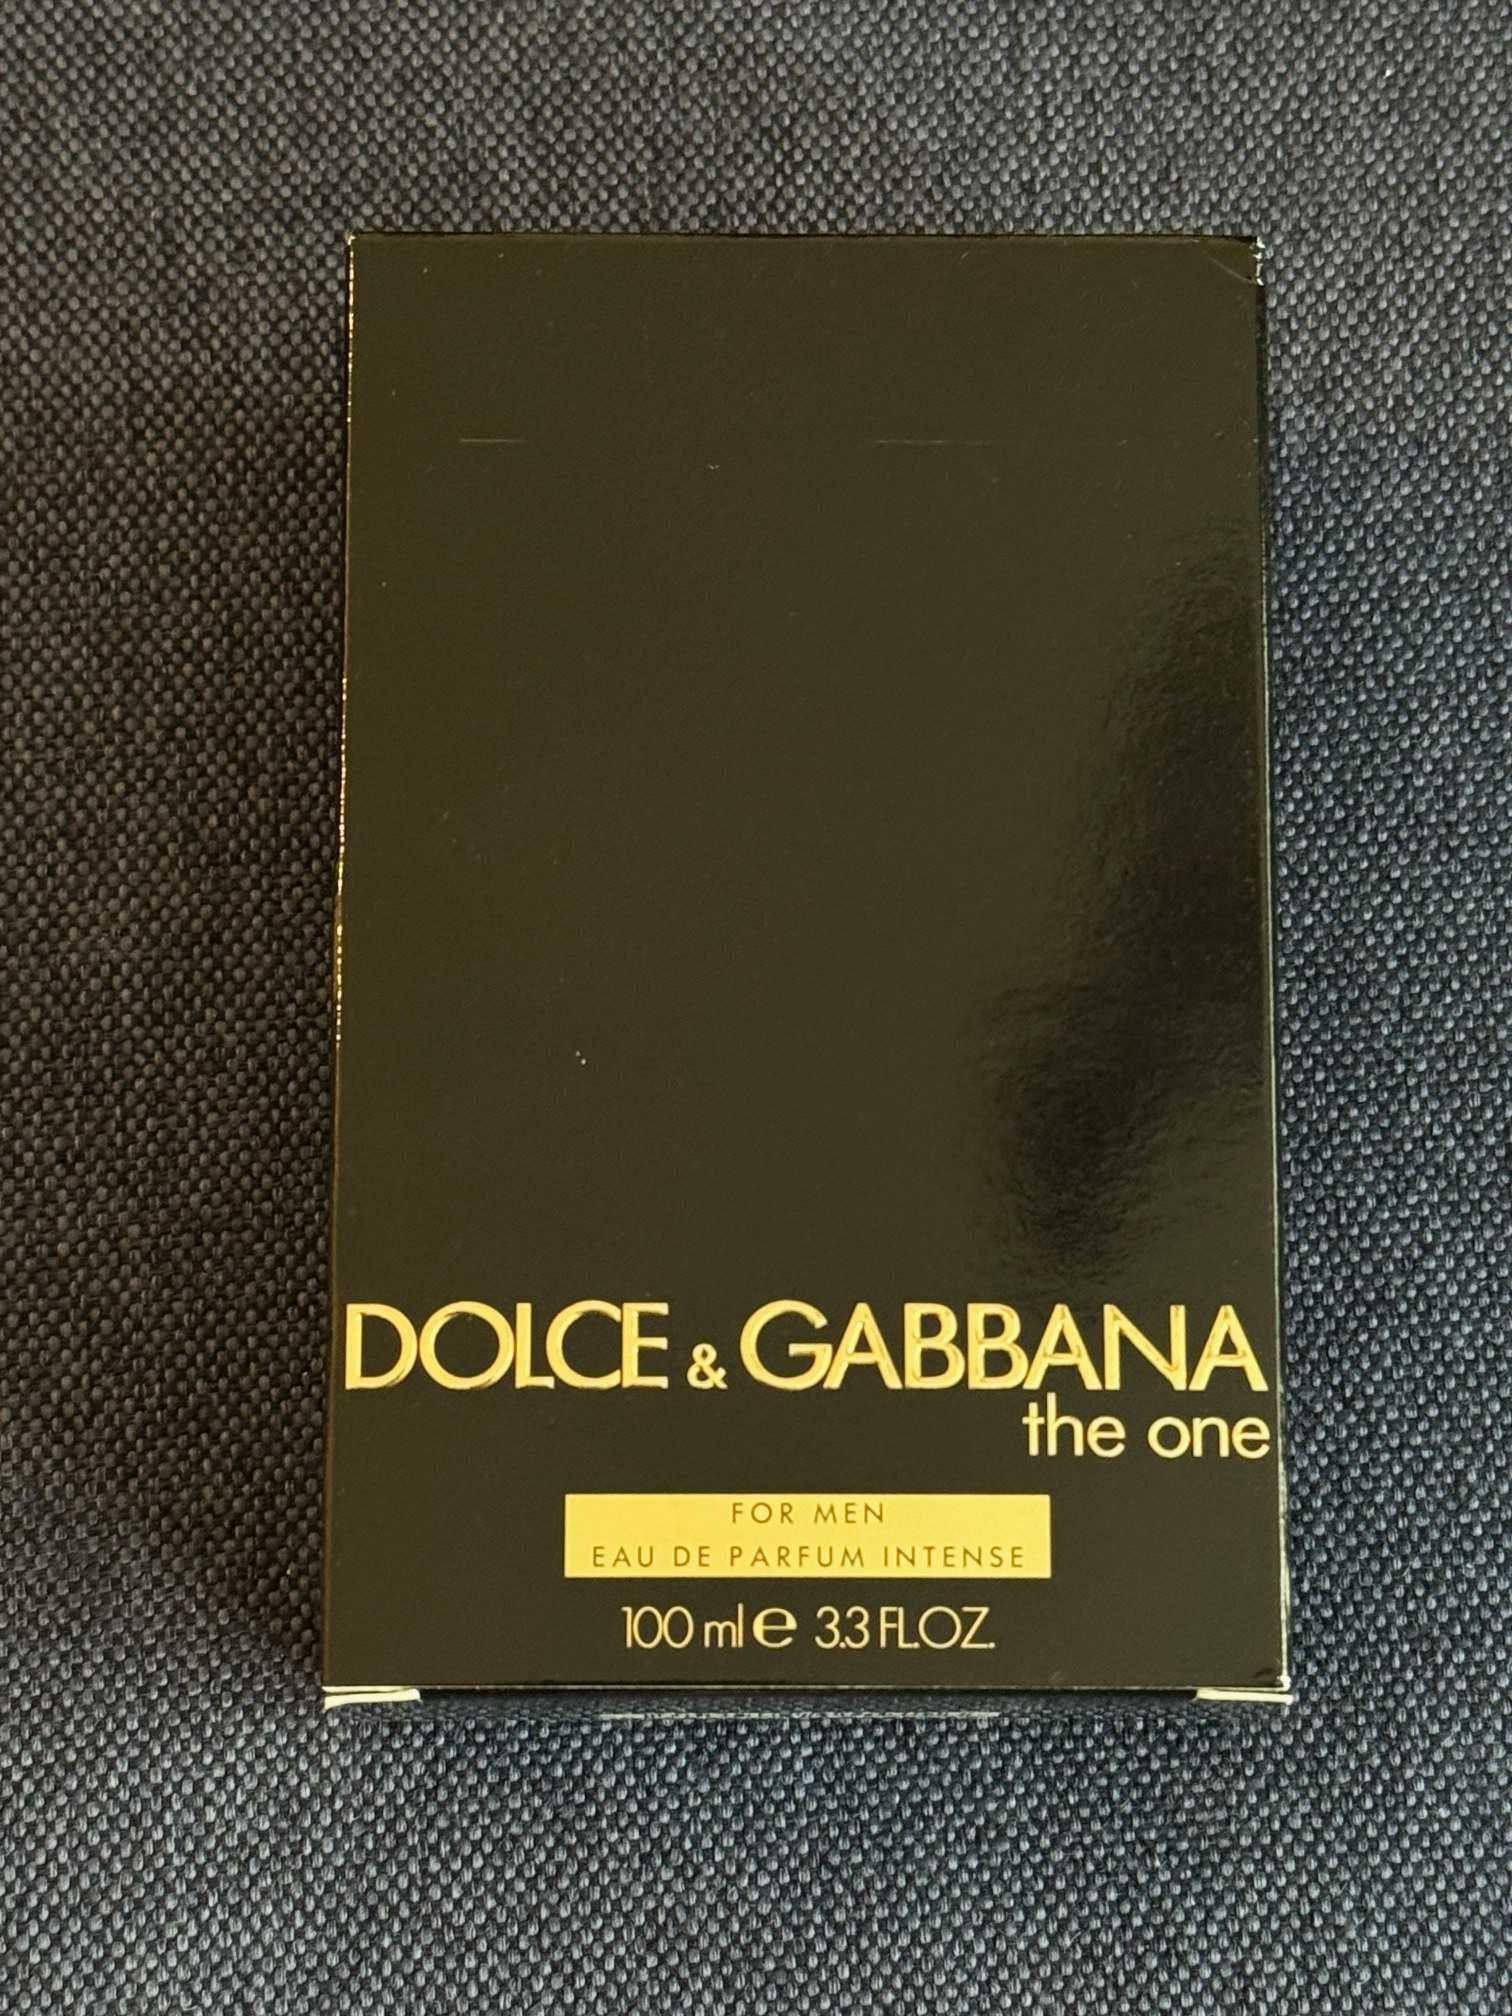 DOLCE & GABBANA
the one
FOR MEN
EAU DE PARFUM INTENSE
100 ml e 3.3 FL.OZ.